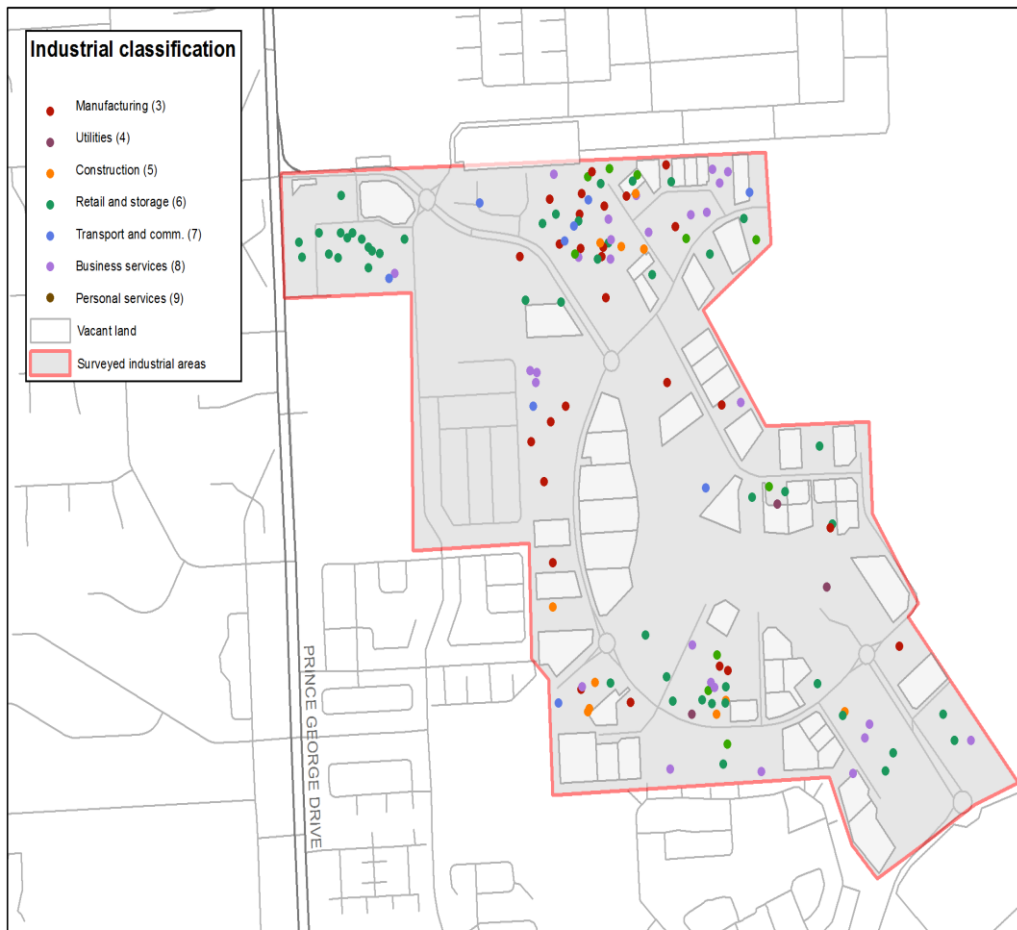 Industrial classification
Manufacturing (3)
Utilities (4)
Construction (5)
Retail and storage (6)
Transport and comm. (7)
Business services (8)
Personal services (9)
Vacant land
Surveyed industrial areas
PRINCE GEORGE DRIVE